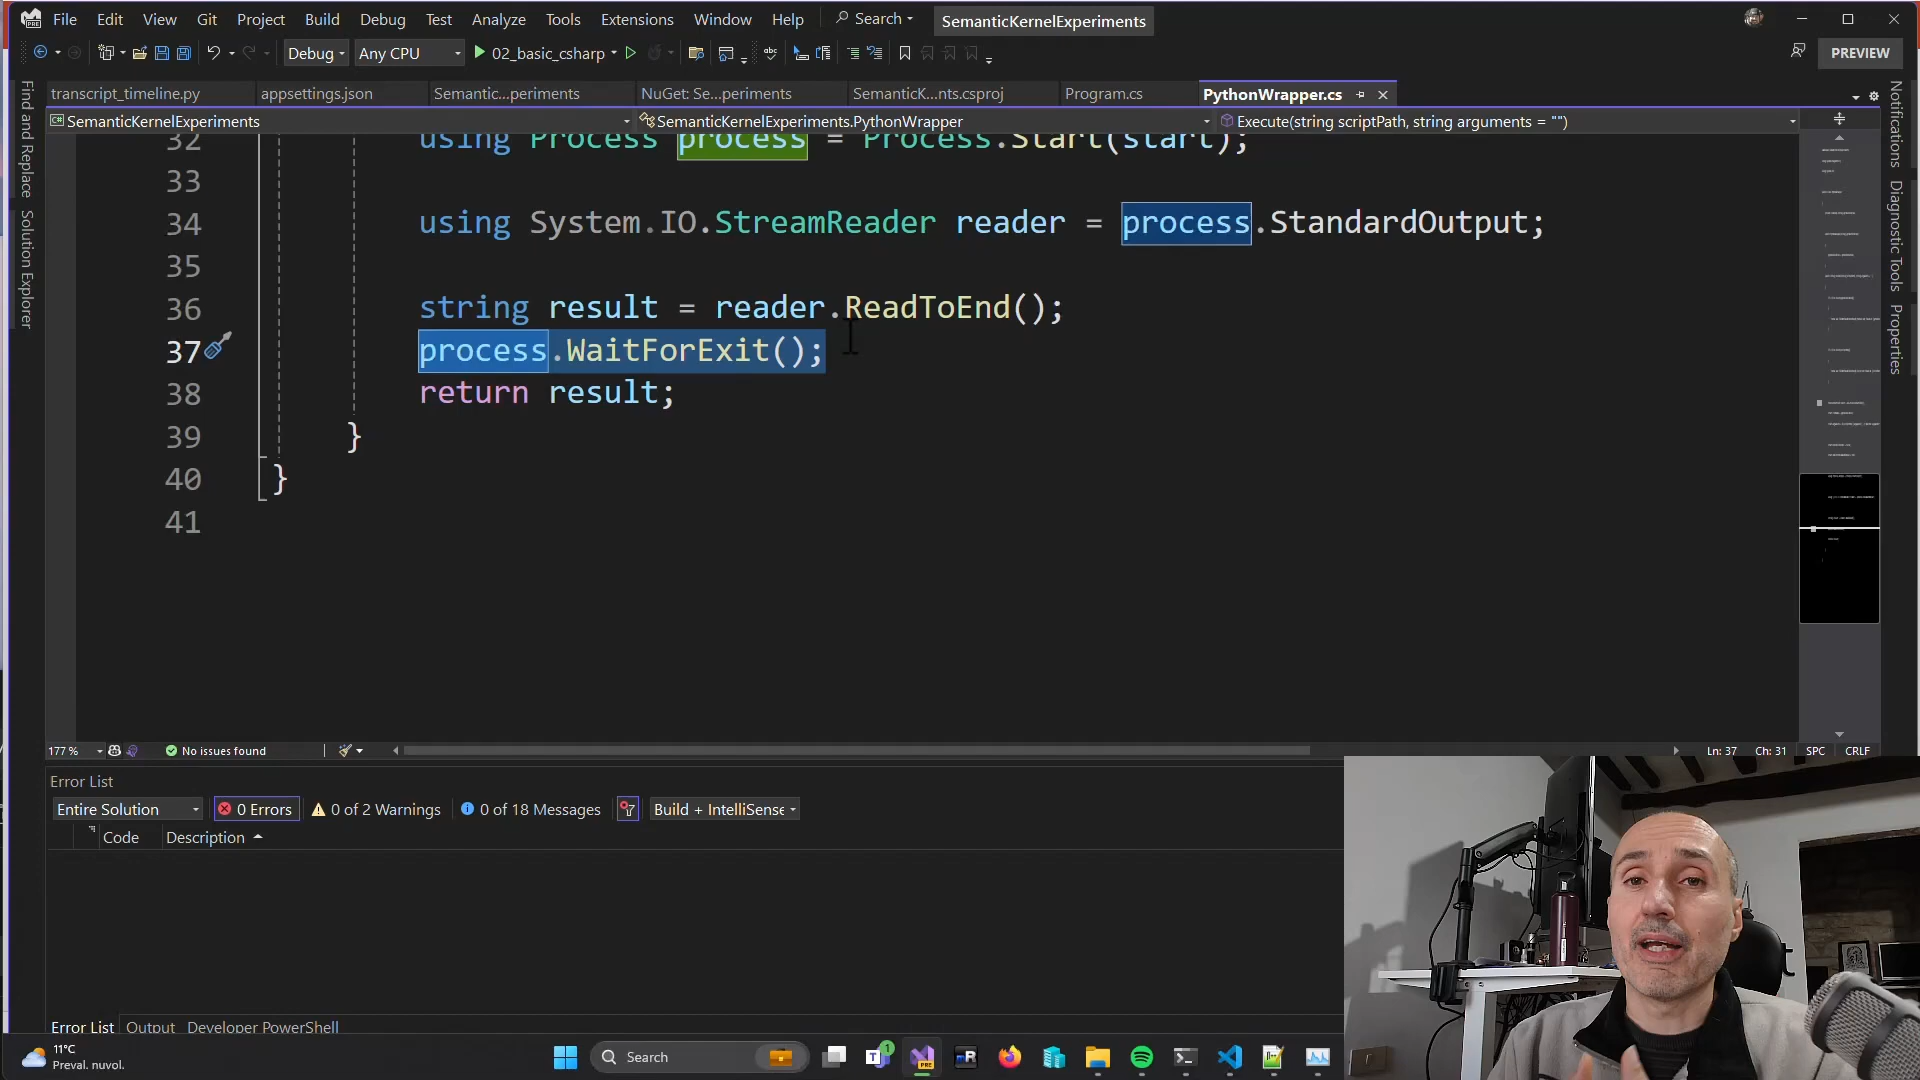 File Edit View Git Project Build Debug Test Analyze Tools Extensions Window Help Search SemanticKernelExperiments
Debug Any CPU 02_basic_csharp PREVIEW
transcript_timeline.py appsettings.json Semantic...periments NuGet: Se...periments SemanticK...nts.csproj Program.cs PythonWrapper.cs
SemanticKernelExperiments SemanticKernelExperiments.PythonWrapper Execute(string scriptPath, string arguments = "")
Find and Replace
Solution Explorer
Notifications
Diagnostic Tools
Properties
32 using Process process = Process.Start(start);
33
34 using System.IO.StreamReader reader = process.StandardOutput;
35
36 string result = reader.ReadToEnd();
37 process.WaitForExit();
38 return result;
39 }
40 }
41
177 % No issues found Ln: 37 Ch: 31 SPC CRLF
Error List
Entire Solution 0 Errors 0 of 2 Warnings 0 of 18 Messages Build + IntelliSense
Code Description
Error List Output Developer PowerShell
11°C
Preval. nuvol.
Search
1